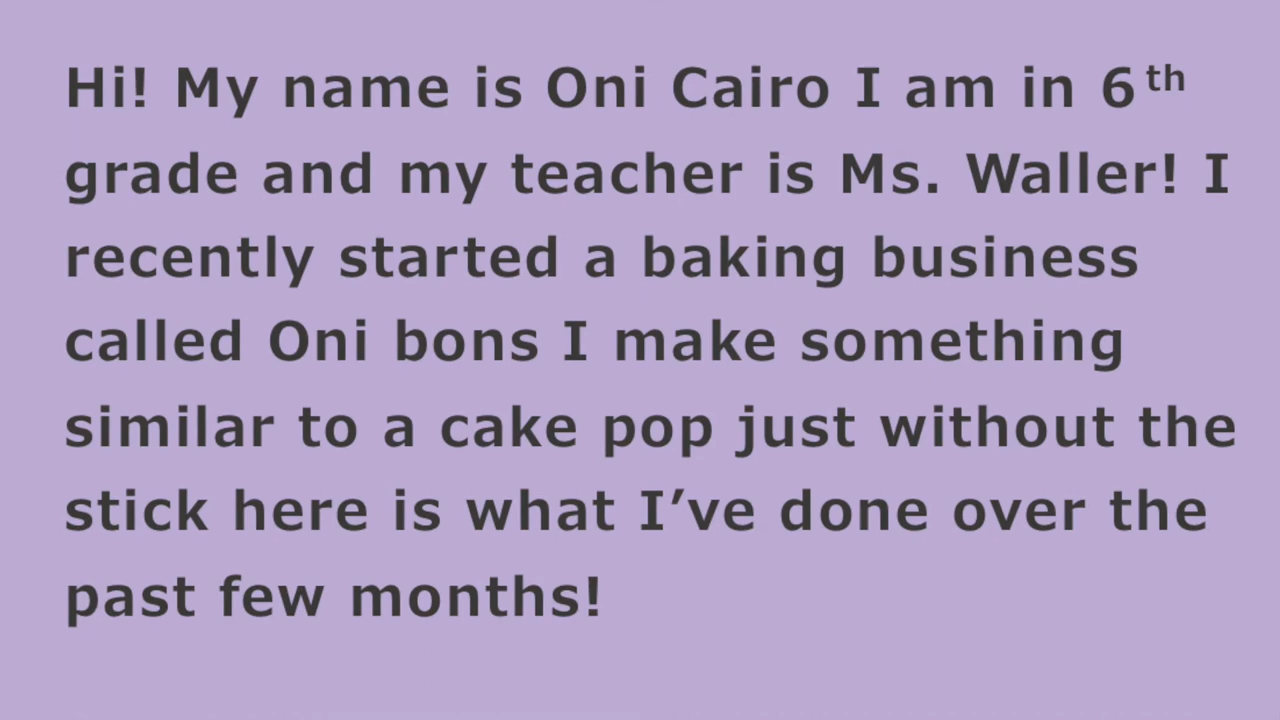 Hi! My name is Oni Cairo I am in 6th
grade and my teacher is Ms. Waller! I
recently started a baking business
called Oni bons I make something
similar to a cake pop just without the
stick here is what I’ve done over the
past few months!